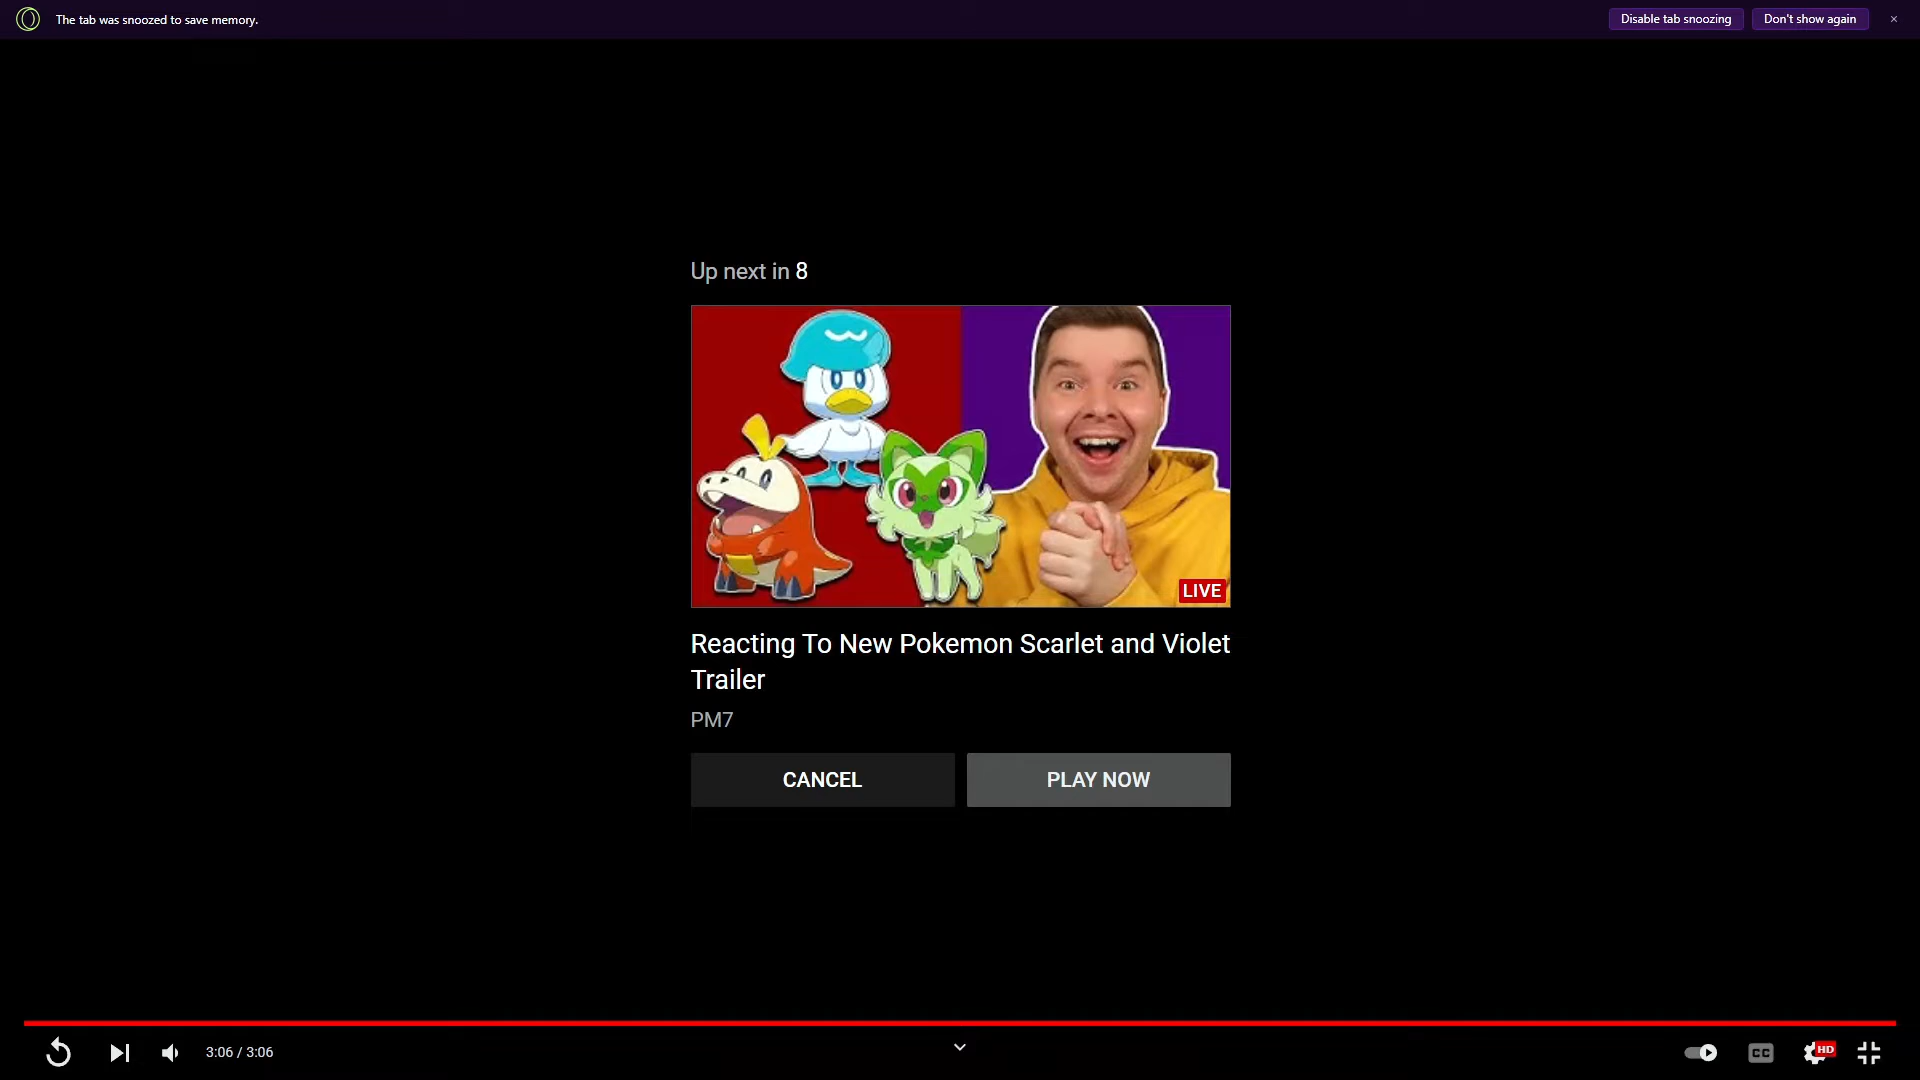 The tab was snoozed to save memory.
Disable tab snoozing
Don't show again
Up next in 8
LIVE
Reacting To New Pokemon Scarlet and Violet
Trailer
PM7
CANCEL
PLAY NOW
3:06 / 3:06
CC
HD